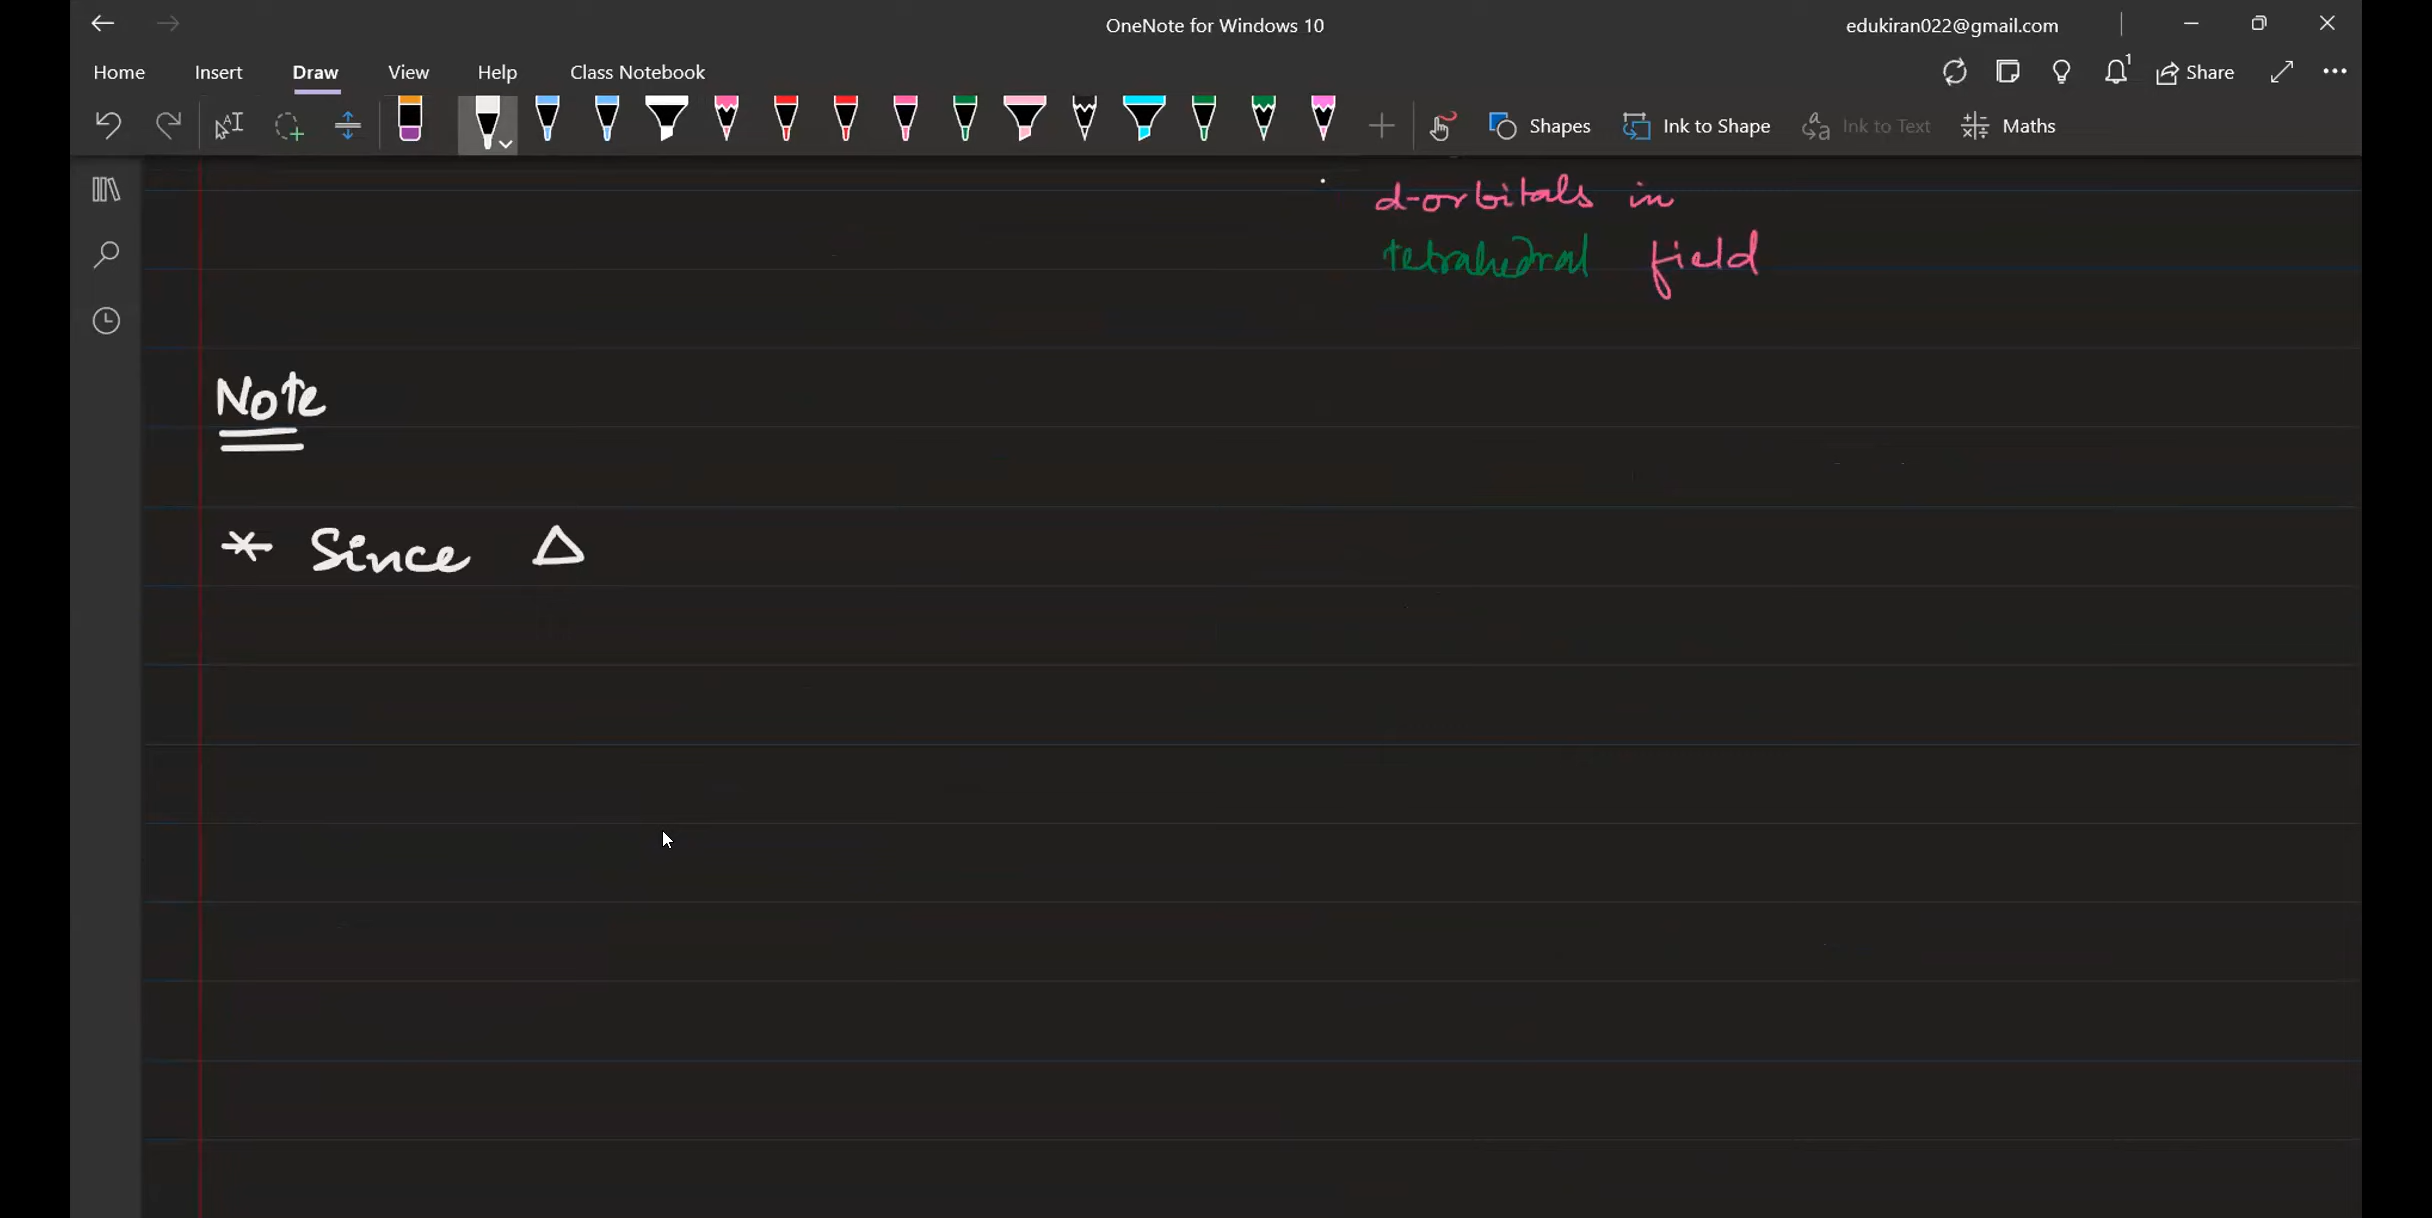 OneNote for Windows 10
edukiran022@gmail.com
Home Insert Draw View Help Class Notebook
Share
Shapes Ink to Shape Ink to Text Maths
d-orbitals in
tetrahedral field
Note
* Since Δ